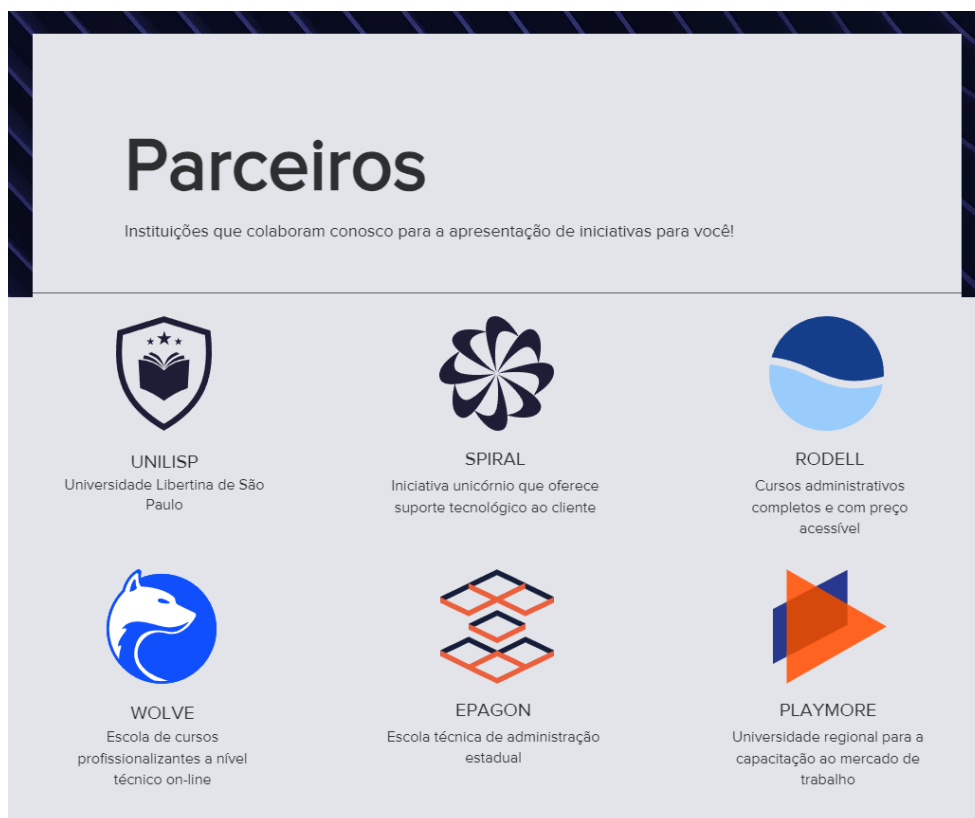 Parceiros
Instituições que colaboram conosco para a apresentação de iniciativas para você!
UNILISP
Universidade Libertina de São
Paulo
SPIRAL
Iniciativa unicórnio que oferece
suporte tecnológico ao cliente
RODELL
Cursos administrativos
completos e com preço
acessível
WOLVE
Escola de cursos
profissionalizantes a nível
técnico on-line
EPAGON
Escola técnica de administração
estadual
PLAYMORE
Universidade regional para a
capacitação ao mercado de
trabalho